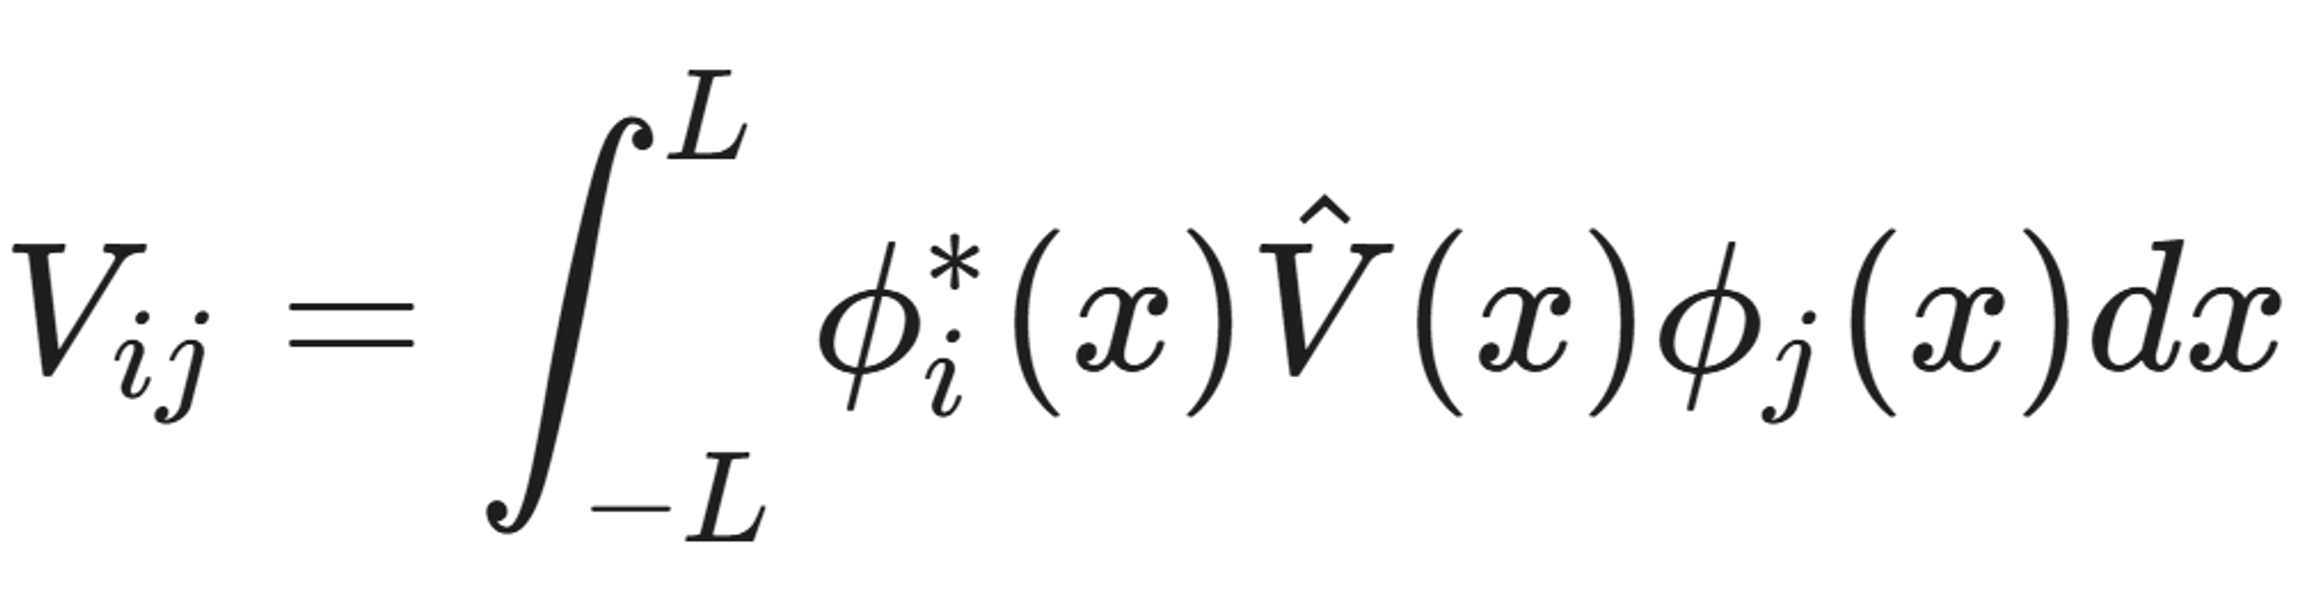 V_{ij} = \int_{-L}^{L} \phi_i^*(x) \hat{V}(x) \phi_j(x) dx